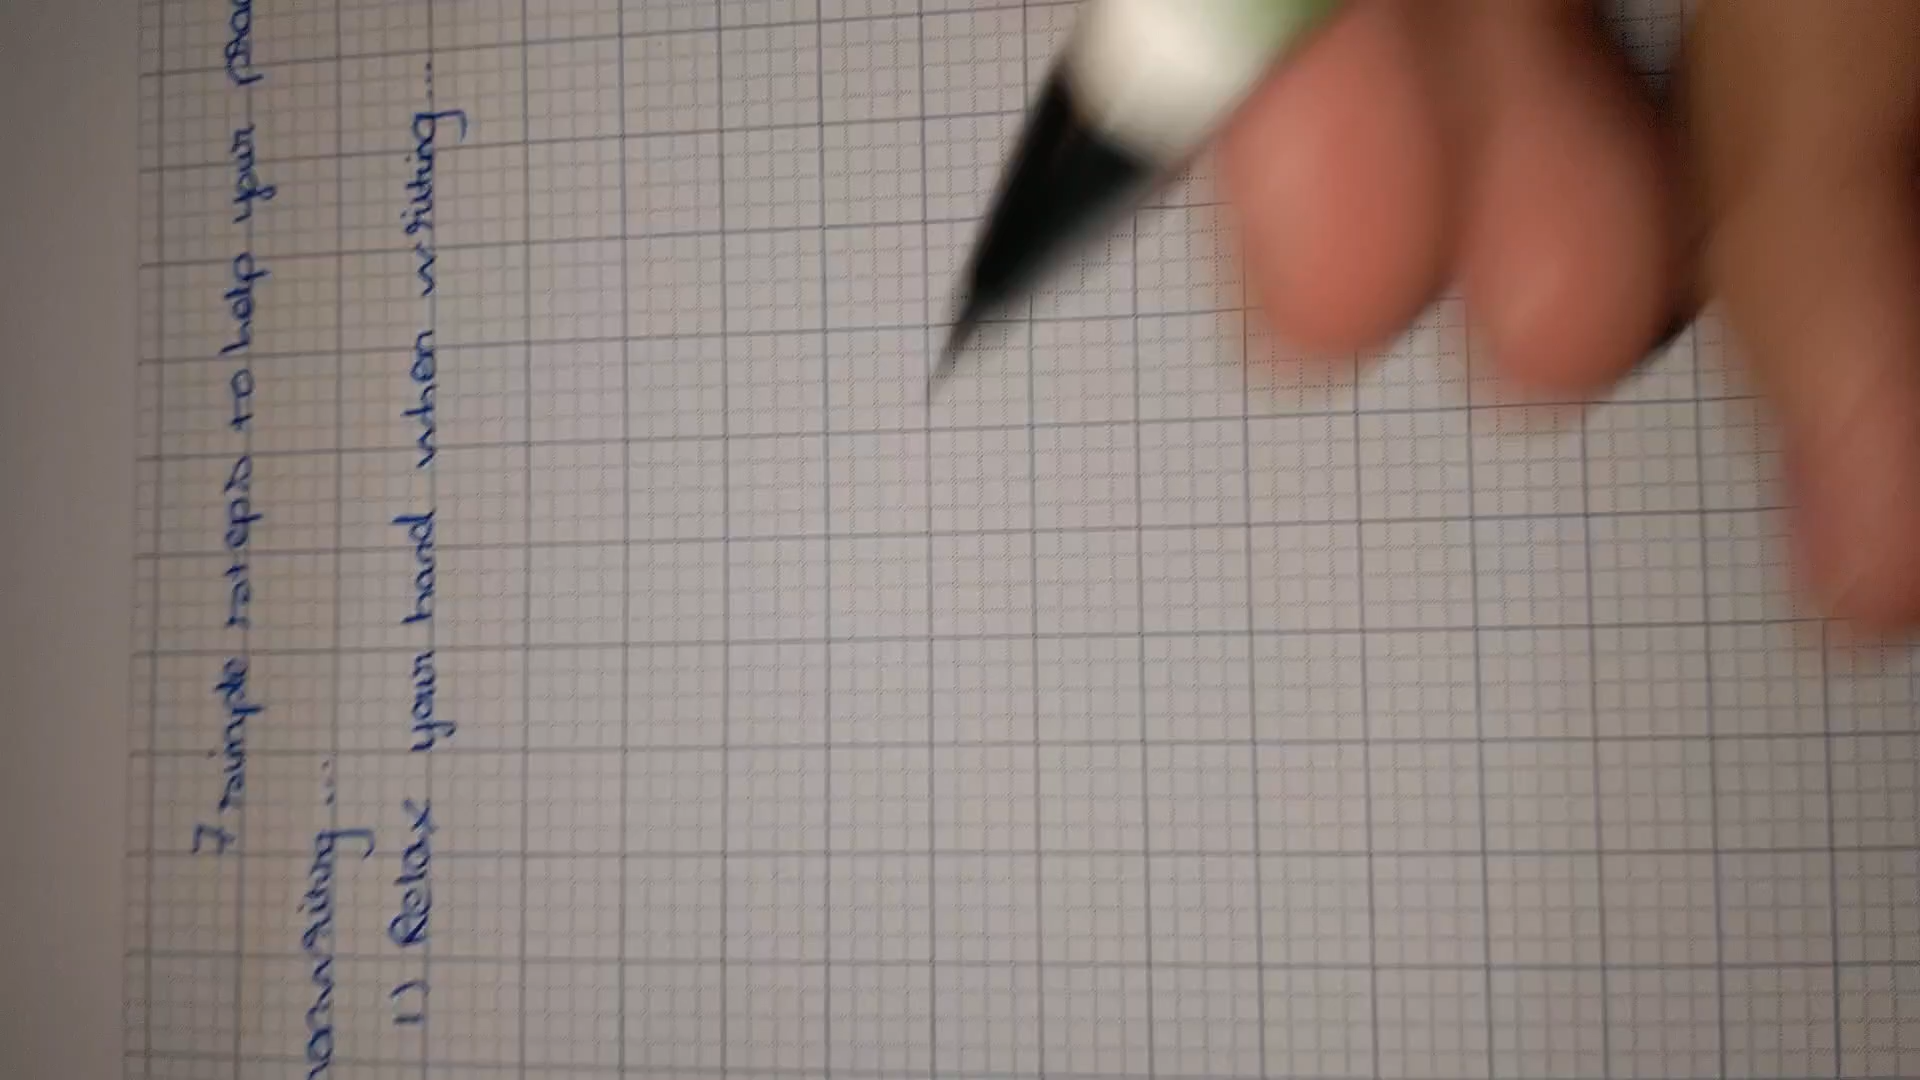 7 simple steps to help your
1) Relax your hand when writing...